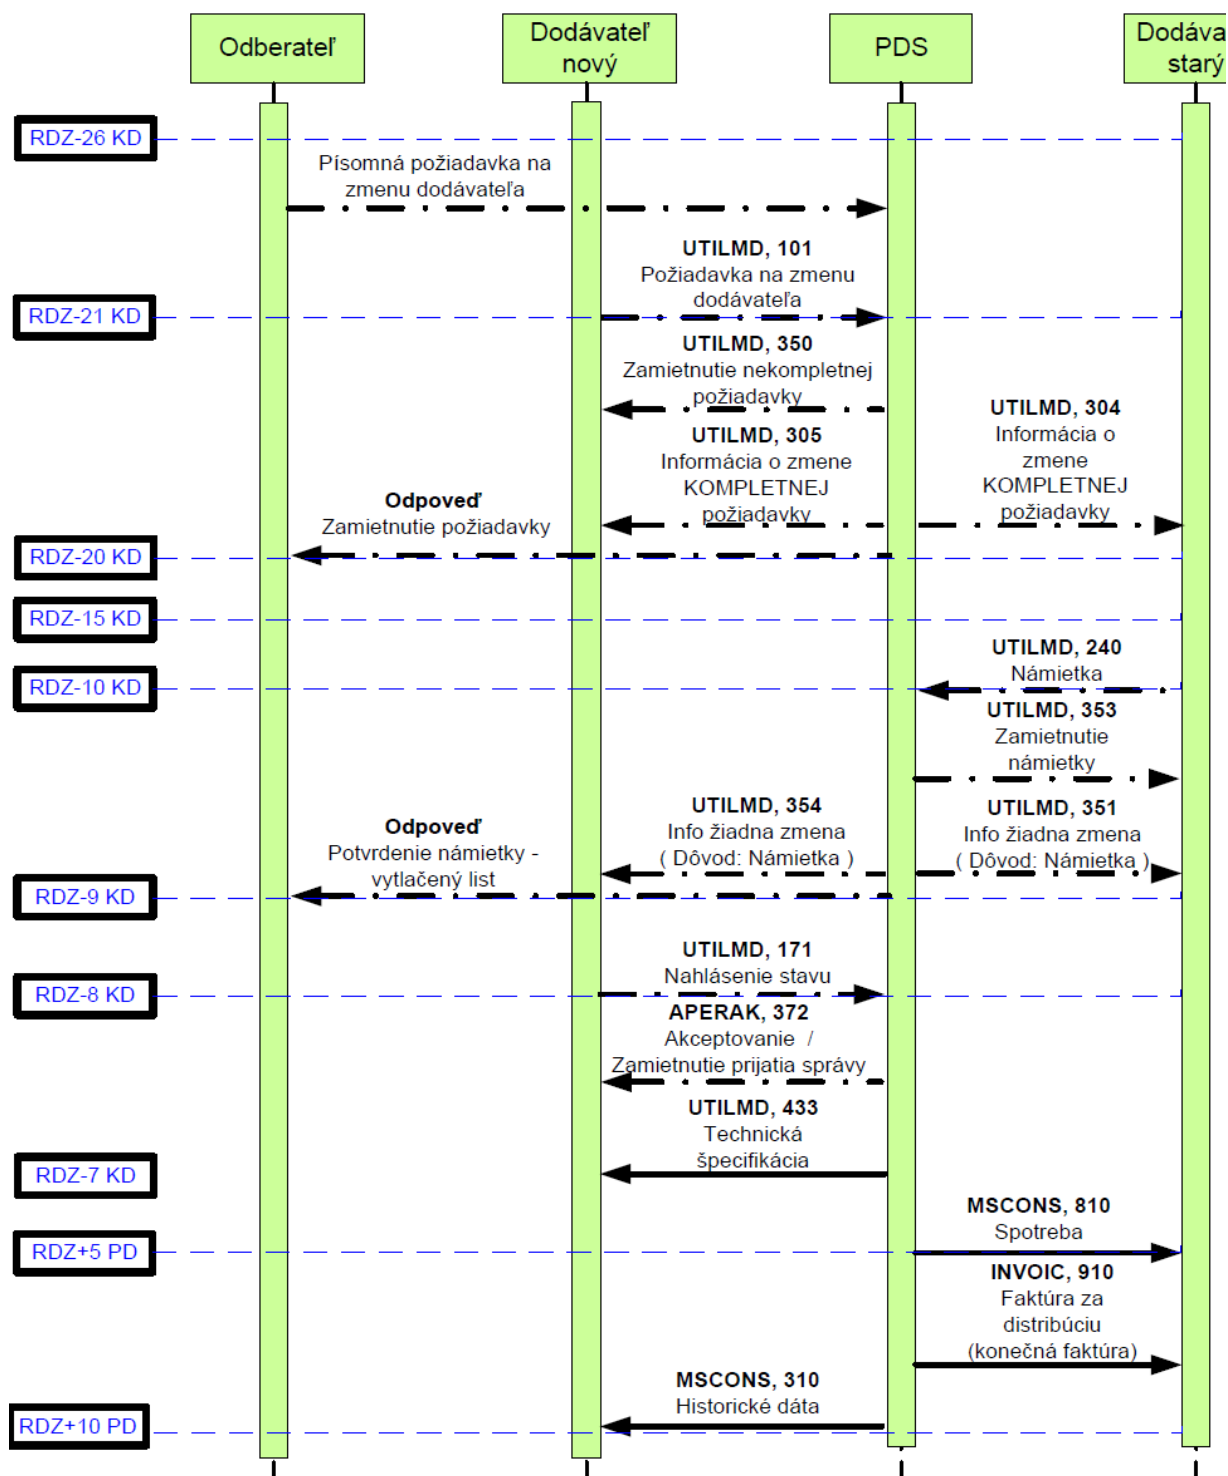 Odberateľ
Dodávateľ
nový
PDS
Dodáva
starý
RDZ-26 KD
Písomná požiadavka na
zmenu dodávateľa
UTILMD, 101
Požiadavka na zmenu
dodávateľa
RDZ-21 KD
UTILMD, 350
Zamietnutie nekompletnej
požiadavky
UTILMD, 304
Informácia o
zmene
KOMPLETNEJ
požiadavky
UTILMD, 305
Informácia o zmene
KOMPLETNEJ
požiadavky
Odpoveď
Zamietnutie požiadavky
RDZ-20 KD
RDZ-15 KD
UTILMD, 240
Námietka
RDZ-10 KD
UTILMD, 353
Zamietnutie
námietky
UTILMD, 354
Info žiadna zmena
( Dôvod: Námietka )
UTILMD, 351
Info žiadna zmena
( Dôvod: Námietka )
Odpoveď
Potvrdenie námietky -
vytlačený list
RDZ-9 KD
UTILMD, 171
Nahlásenie stavu
RDZ-8 KD
APERAK, 372
Akceptovanie /
Zamietnutie prijatia správy
UTILMD, 433
Technická
špecifikácia
RDZ-7 KD
MSCONS, 810
Spotreba
RDZ+5 PD
INVOIC, 910
Faktúra za
distribúciu
(konečná faktúra)
MSCONS, 310
Historické dáta
RDZ+10 PD